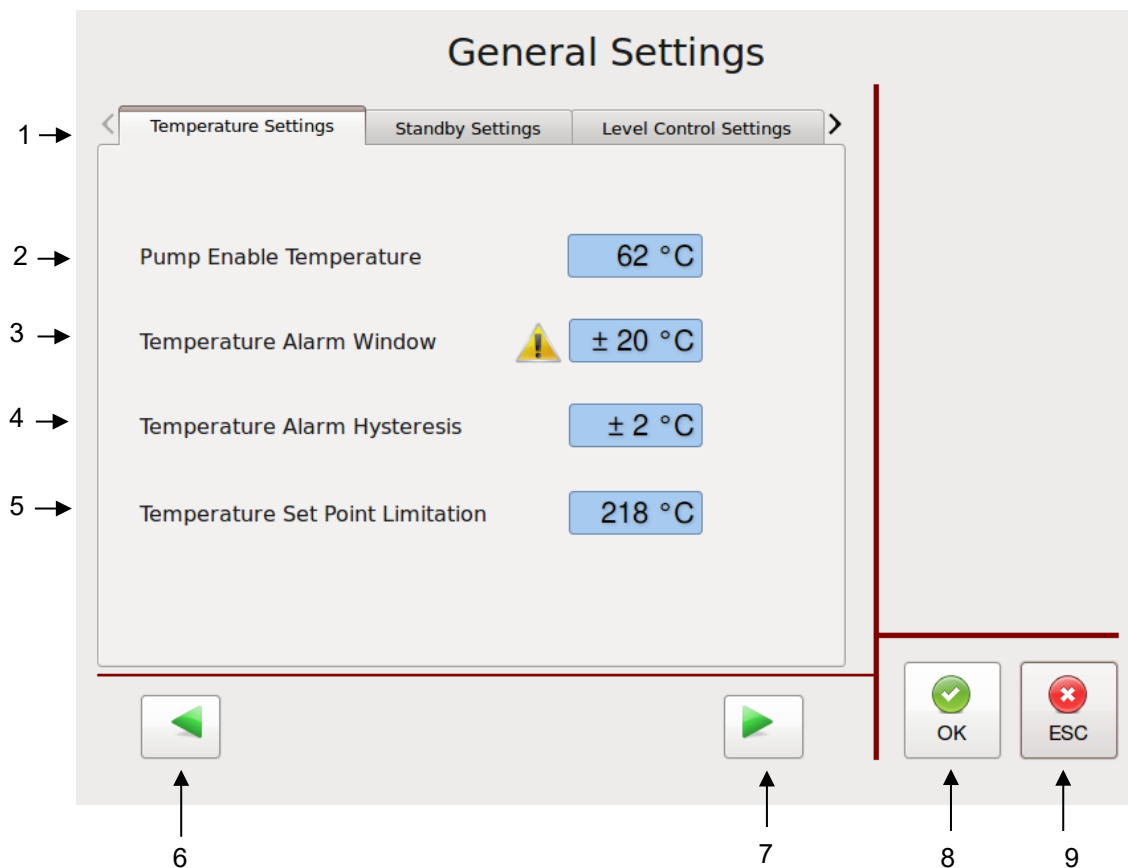 General Settings
1 Temperature Settings Standby Settings Level Control Settings
2 Pump Enable Temperature 62 °C
3 Temperature Alarm Window ± 20 °C
4 Temperature Alarm Hysteresis ± 2 °C
5 Temperature Set Point Limitation 218 °C
OK ESC
6 7 8 9